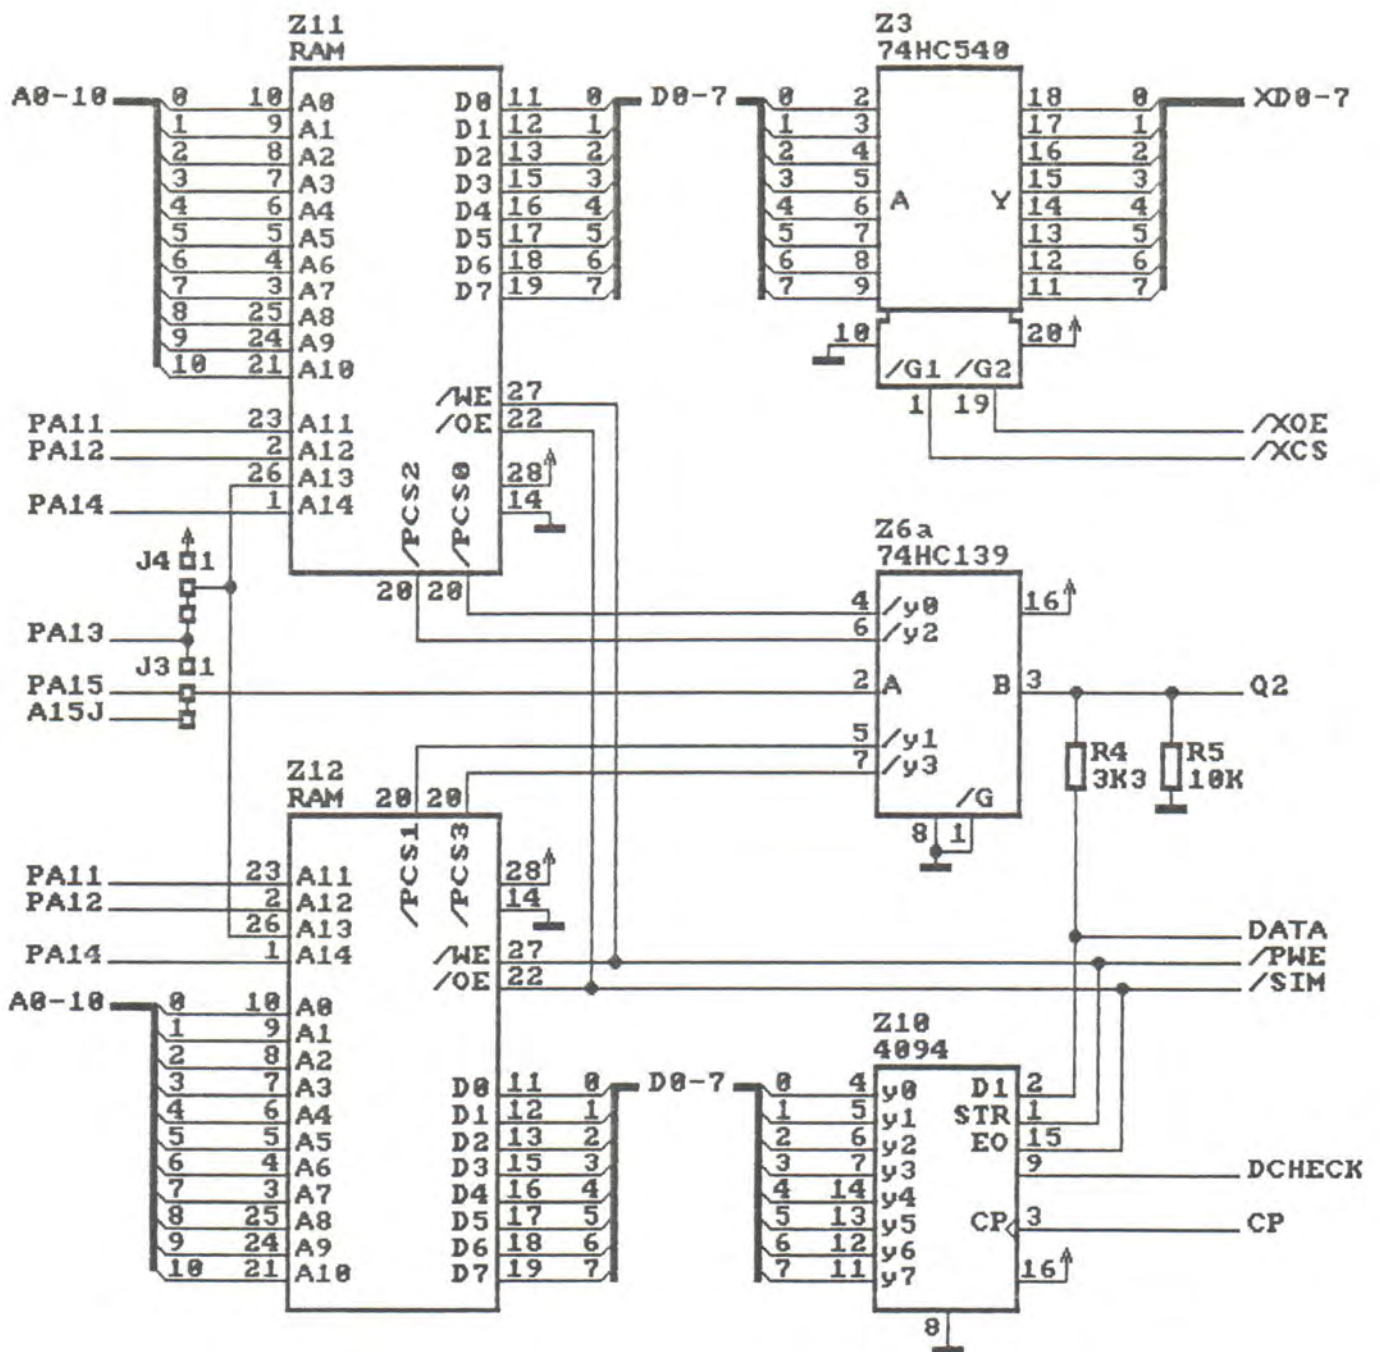 Z11
RAM
Z3
74HC540
A0-10
0 10 A0
1 9 A1
2 8 A2
3 7 A3
4 6 A4
5 5 A5
6 4 A6
7 3 A7
8 25 A8
9 24 A9
10 21 A10
D0 11 0
D1 12 1
D2 13 2
D3 15 3
D4 16 4
D5 17 5
D6 18 6
D7 19 7
D0-7
0 2
1 3
2 4
3 5
4 6
5 7
6 8
7 9
A Y
18 0
17 1
16 2
15 3
14 4
13 5
12 6
11 7
XD0-7
10 20
/G1 /G2
1 19
/XOE
/XCS
/WE 27
/OE 22
PA11 23 A11
PA12 2 A12
26 A13
PA14 1 A14
/PCS2 /PCS0
28
14
20 20
J4 1
PA13
J3 1
PA15
A15J
Z6a
74HC139
4 /y0
6 /y2
2 A
5 /y1
7 /y3
16
B 3
Q2
/G
8 1
R4
3K3
R5
10K
Z12
RAM
20 20
/PCS1 /PCS3
28
14
PA11 23 A11
PA12 2 A12
26 A13
PA14 1 A14
/WE 27
/OE 22
DATA
/PWE
/SIM
A0-10
0 10 A0
1 9 A1
2 8 A2
3 7 A3
4 6 A4
5 5 A5
6 4 A6
7 3 A7
8 25 A8
9 24 A9
10 21 A10
D0 11 0
D1 12 1
D2 13 2
D3 15 3
D4 16 4
D5 17 5
D6 18 6
D7 19 7
D0-7
Z10
4094
0 4 y0
1 5 y1
2 6 y2
3 7 y3
4 14 y4
5 13 y5
6 12 y6
7 11 y7
D1 2
STR 1
EO 15
9 DCHECK
CP 3 CP
16
8